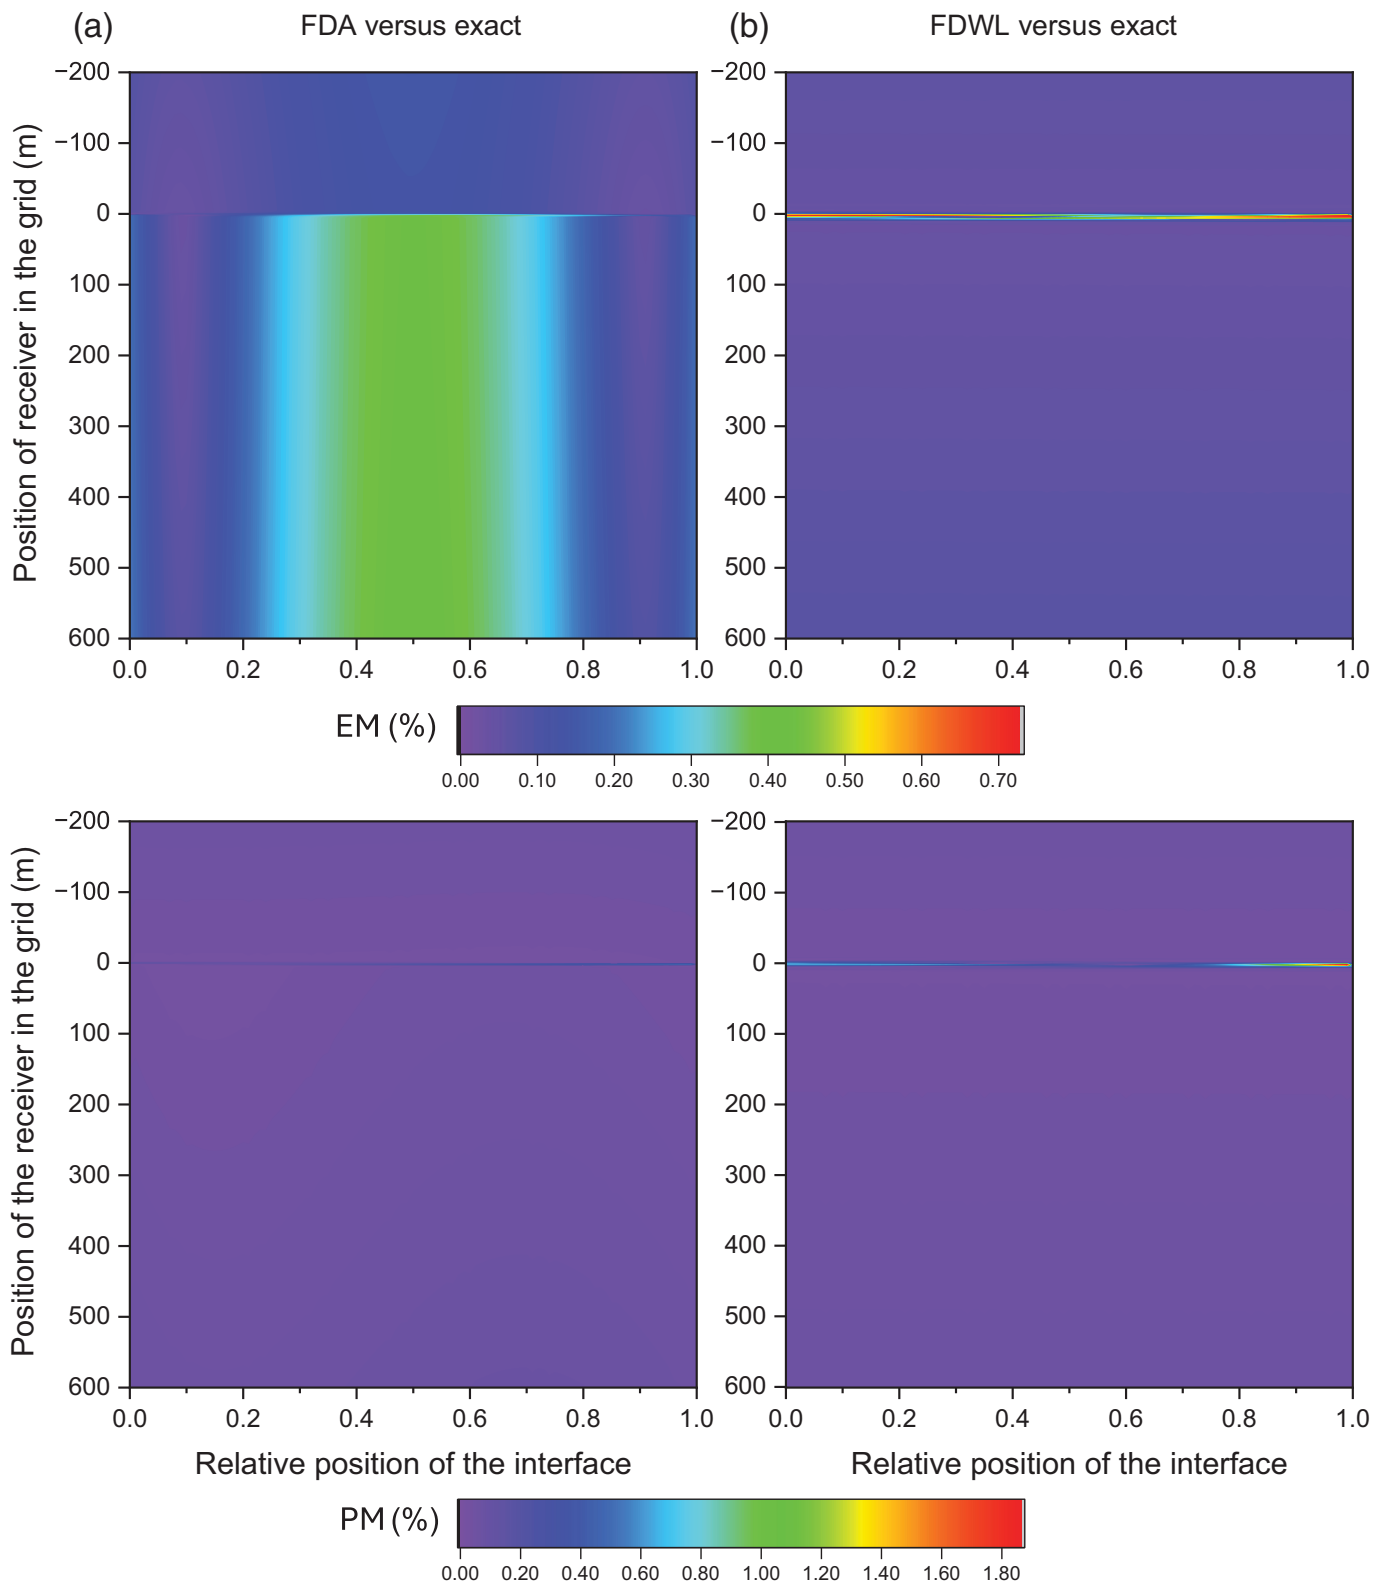 (a) FDA versus exact (b) FDWL versus exact
Position of receiver in the grid (m)
−200 −200
−100 −100
0 0
100 100
200 200
300 300
400 400
500 500
600 600
0.0 0.2 0.4 0.6 0.8 1.0 0.0 0.2 0.4 0.6 0.8 1.0
EM (%)
0.00 0.10 0.20 0.30 0.40 0.50 0.60 0.70
Position of the receiver in the grid (m)
−200 −200
−100 −100
0 0
100 100
200 200
300 300
400 400
500 500
600 600
0.0 0.2 0.4 0.6 0.8 1.0 0.0 0.2 0.4 0.6 0.8 1.0
Relative position of the interface Relative position of the interface
PM (%)
0.00 0.20 0.40 0.60 0.80 1.00 1.20 1.40 1.60 1.80